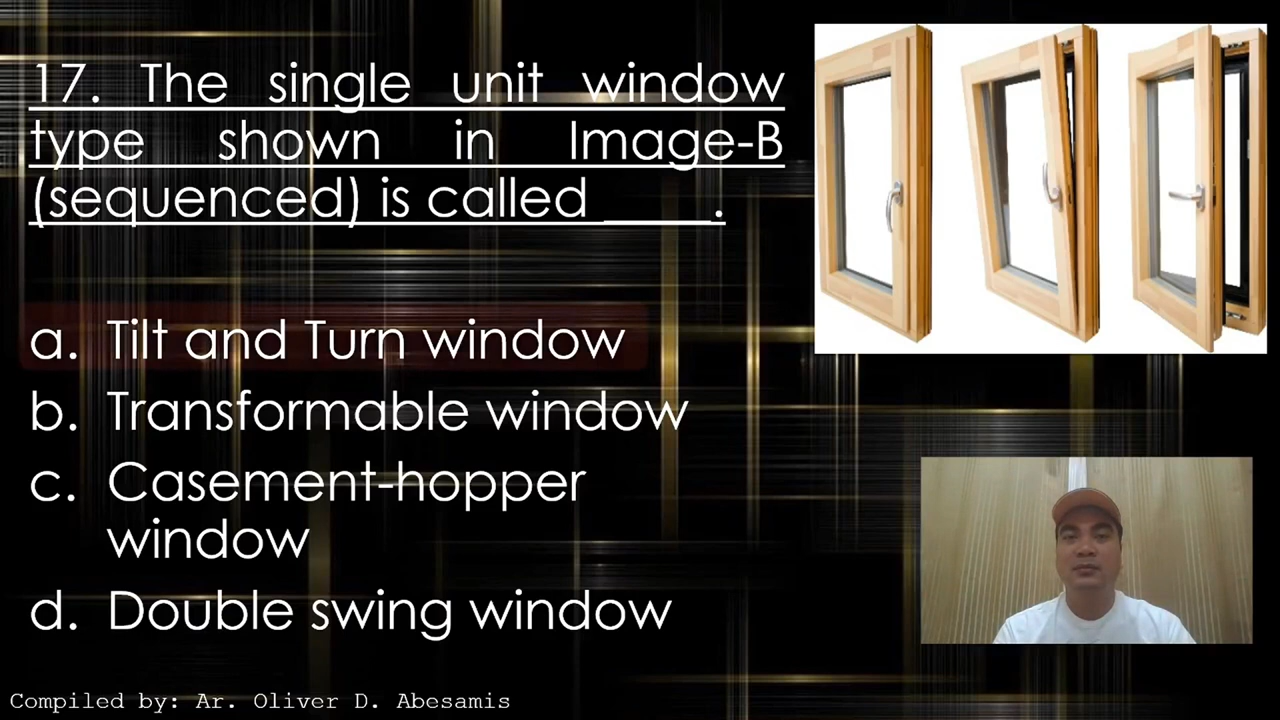 17. The single unit window
type shown in Image-B
(sequenced) is called ____.
a. Tilt and Turn window
b. Transformable window
c. Casement-hopper
window
d. Double swing window
Compiled by: Ar. Oliver D. Abesamis